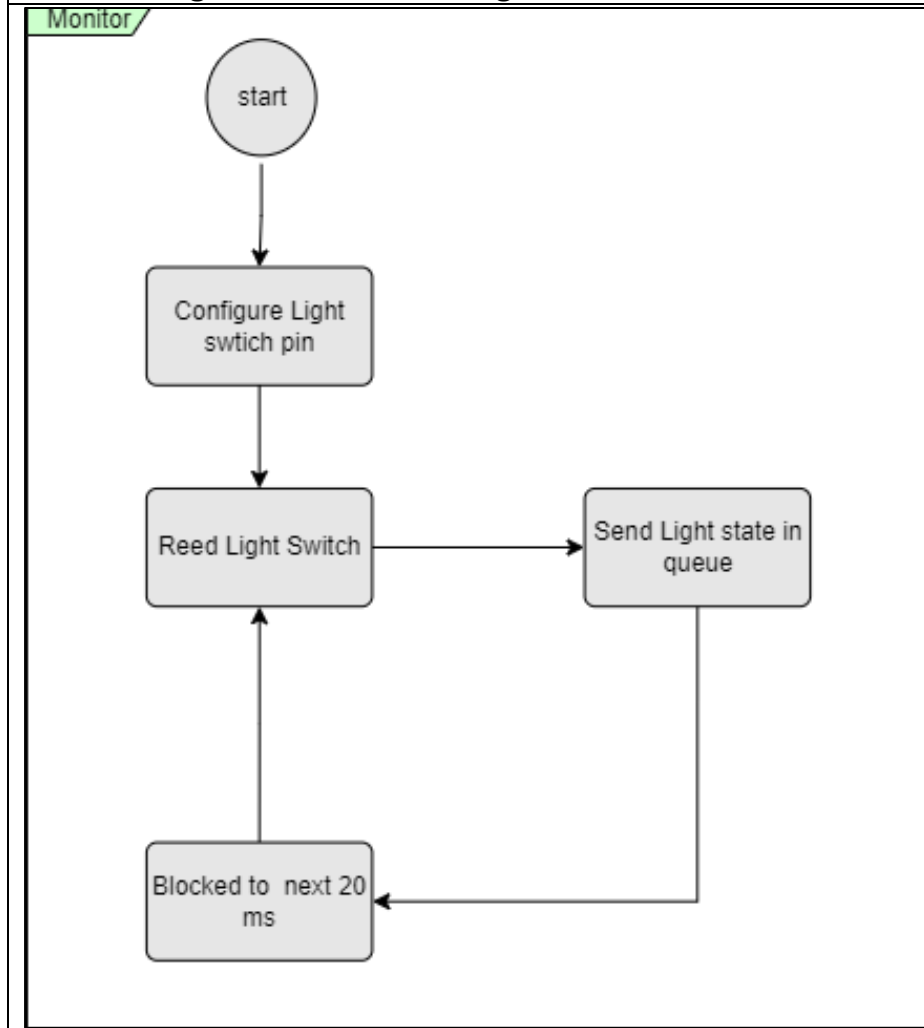 Monitor
start
Configure Light
swtich pin
Reed Light Switch
Send Light state in
queue
Blocked to next 20
ms